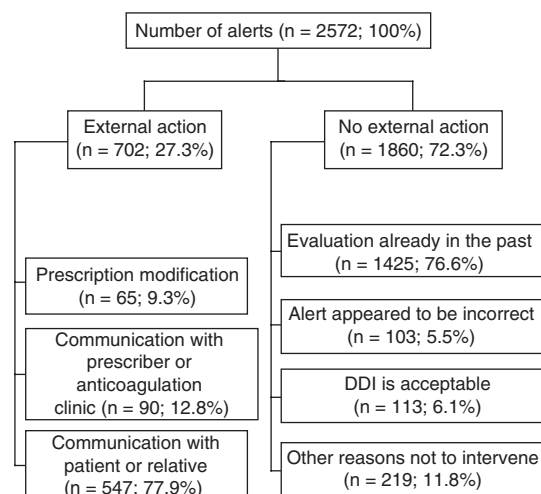 Number of alerts (n = 2572; 100%)
External action
(n = 702; 27.3%)
No external action
(n = 1860; 72.3%)
Prescription modification
(n = 65; 9.3%)
Communication with
prescriber or
anticoagulation
clinic (n = 90; 12.8%)
Communication with
patient or relative
(n = 547; 77.9%)
Evaluation already in the past
(n = 1425; 76.6%)
Alert appeared to be incorrect
(n = 103; 5.5%)
DDI is acceptable
(n = 113; 6.1%)
Other reasons not to intervene
(n = 219; 11.8%)